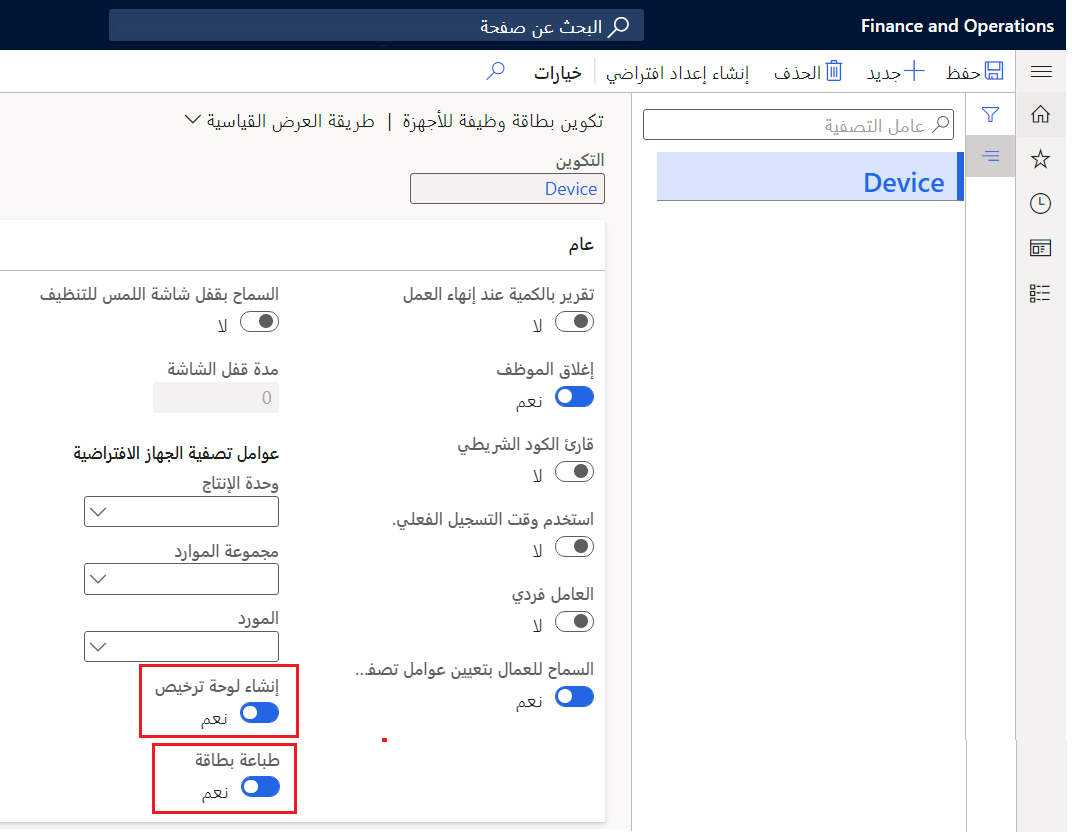 Finance and Operations
البحث عن صفحة
حفظ
جديد
الحذف
إنشاء إعداد افتراضي
خيارات
عامل التصفية
Device
تكوين بطاقة وظيفة للأجهزة | طريقة العرض القياسية
التكوين
Device
عام
تقرير بالكمية عند إنهاء العمل
لا
إغلاق الموظف
نعم
قارئ الكود الشريطي
لا
استخدم وقت التسجيل الفعلي.
لا
العامل فردي
لا
السماح للعمال بتعيين عوامل تصف...
نعم
السماح بقفل شاشة اللمس للتنظيف
لا
مدة قفل الشاشة
0
عوامل تصفية الجهاز الافتراضية
وحدة الإنتاج
مجموعة الموارد
المورد
إنشاء لوحة ترخيص
نعم
طباعة بطاقة
نعم